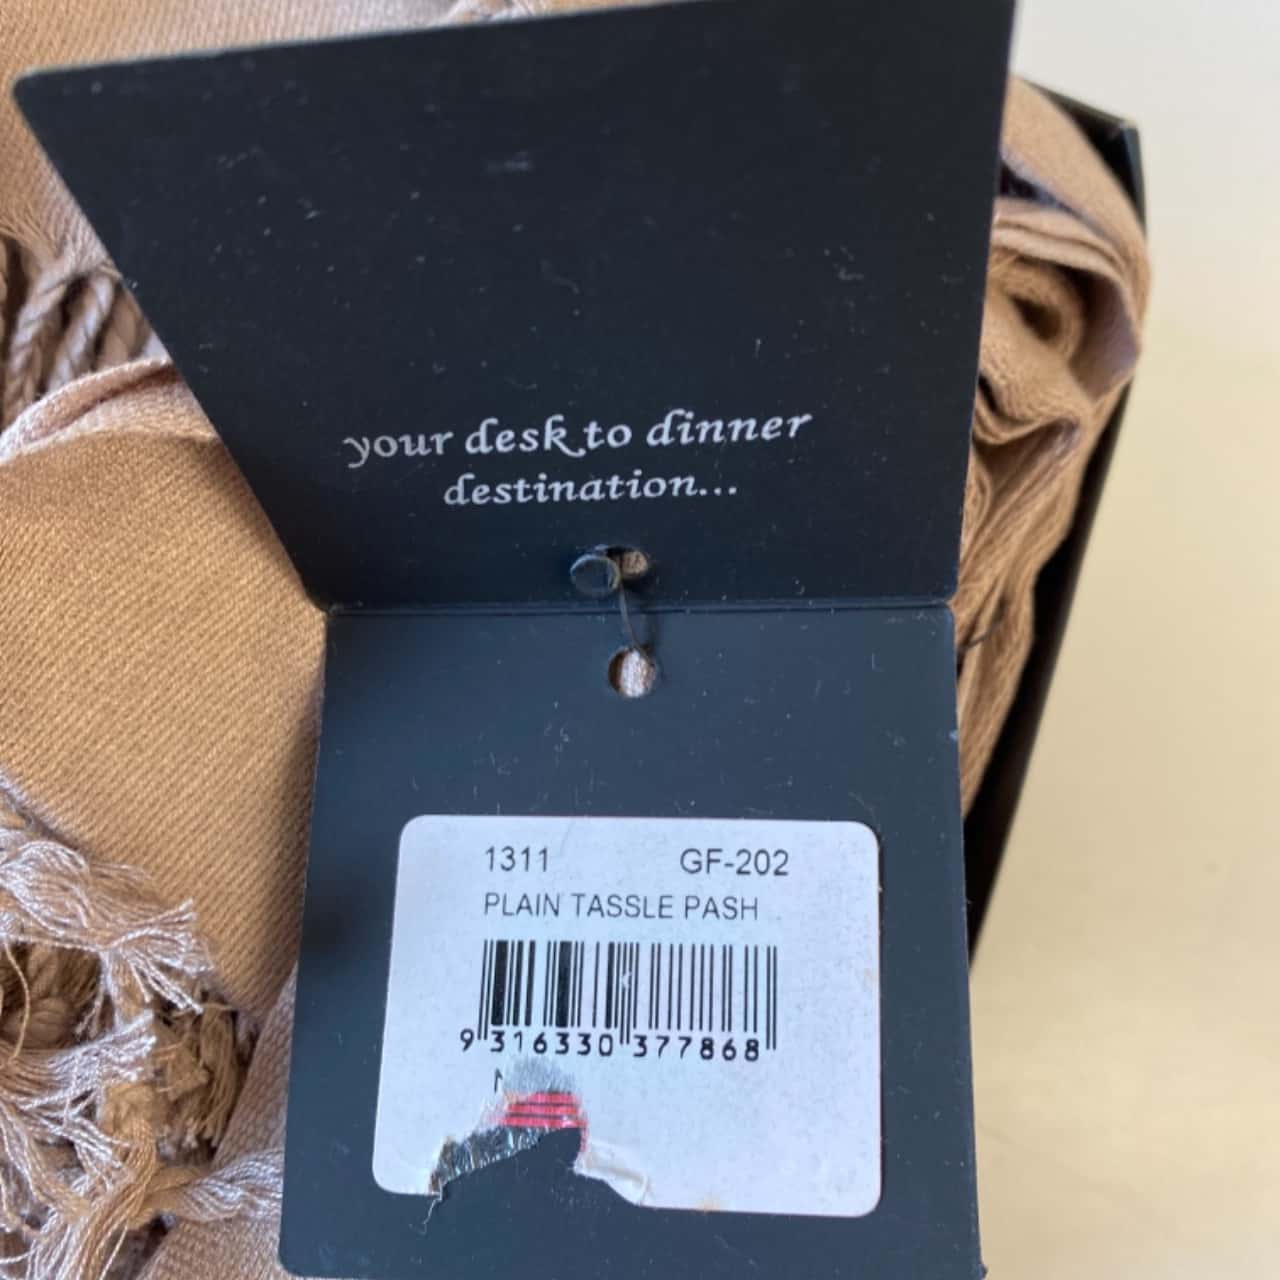 your desk to dinner
destination...
1311 GF-202
PLAIN TASSLE PASH
9 316330 377868